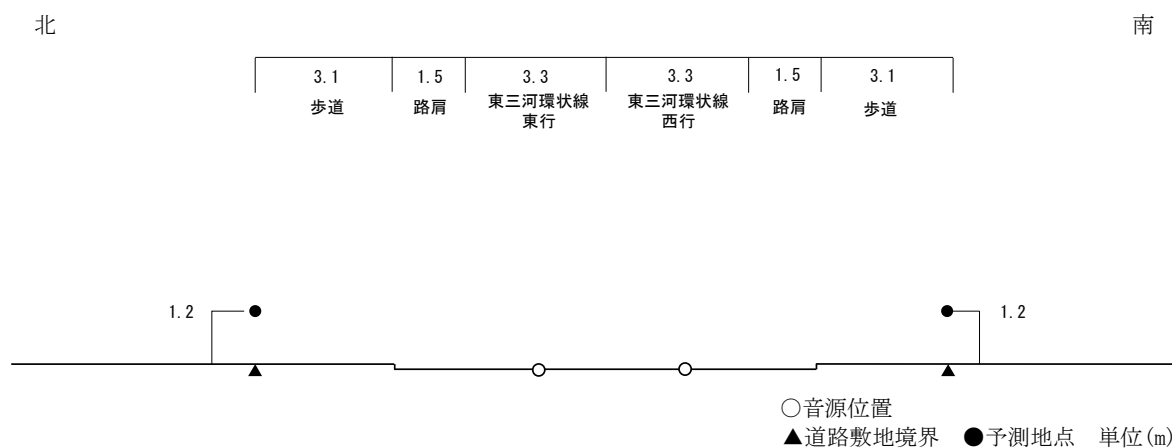 北
南
3.1
1.5
3.3
3.3
1.5
3.1
歩道
路肩
東三河環状線
東行
東三河環状線
西行
路肩
歩道
1.2
1.2
○音源位置
▲道路敷地境界 ●予測地点 単位(m)